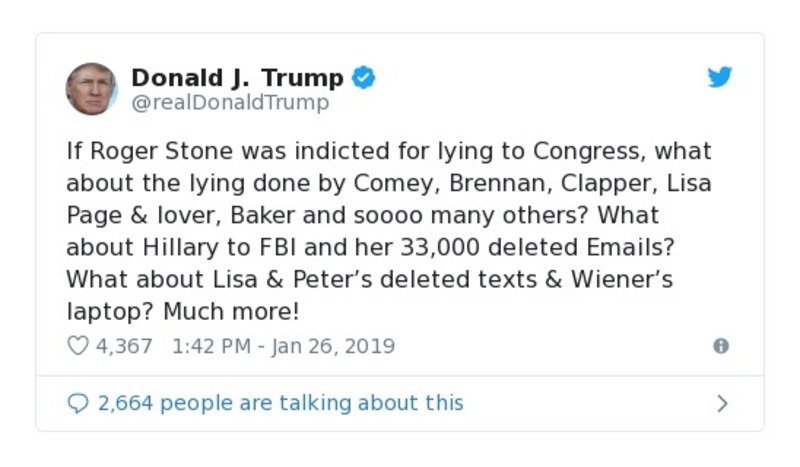 Donald J. Trump
@realDonaldTrump
If Roger Stone was indicted for lying to Congress, what
about the lying done by Comey, Brennan, Clapper, Lisa
Page & lover, Baker and soooo many others? What
about Hillary to FBI and her 33,000 deleted Emails?
What about Lisa & Peter’s deleted texts & Wiener’s
laptop? Much more!
4,367 1:42 PM - Jan 26, 2019
2,664 people are talking about this